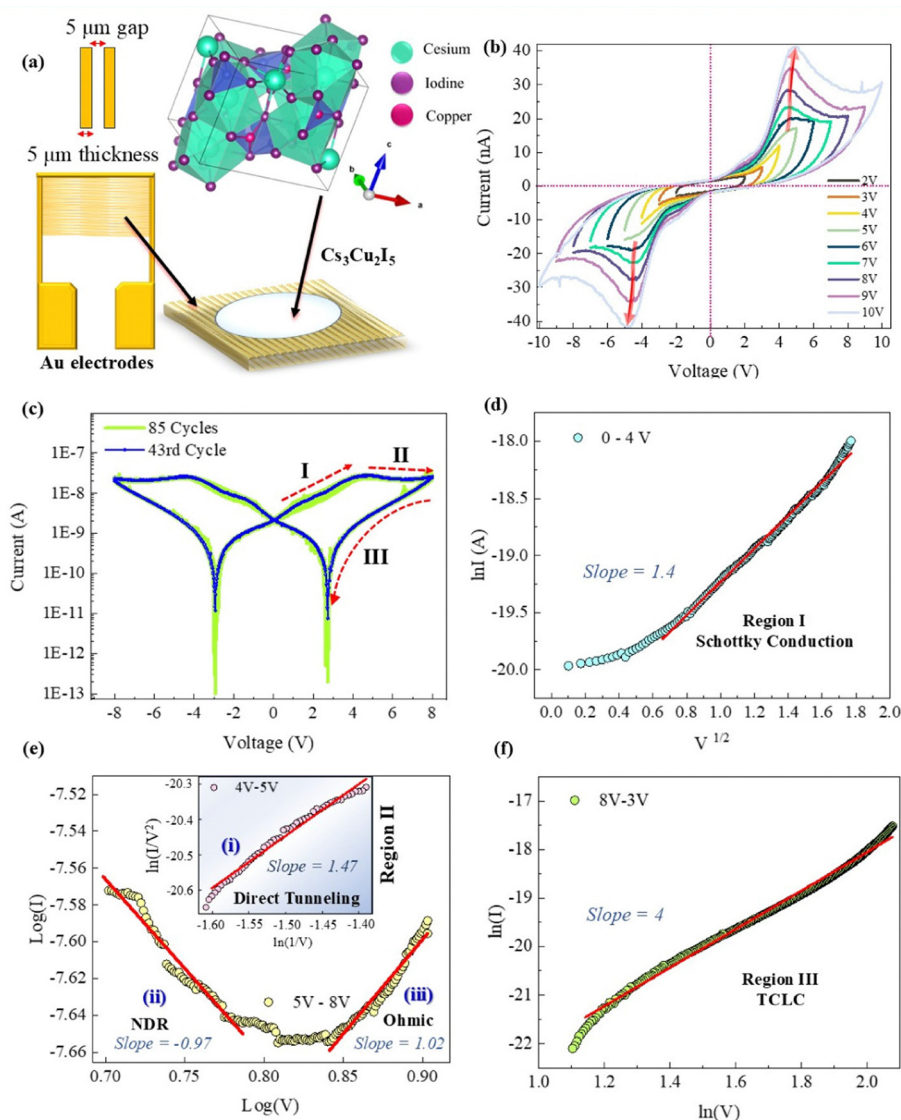 (a)
5 μm gap
5 μm thickness
Au electrodes
Cesium
Iodine
Copper
c
b
a
Cs3Cu2I5
(b)
Current (nA)
40
30
20
10
0
-10
-20
-30
-40
-10 -8 -6 -4 -2 0 2 4 6 8 10
Voltage (V)
2V
3V
4V
5V
6V
7V
8V
9V
10V
(c)
85 Cycles
43rd Cycle
I
II
III
Current (A)
1E-7
1E-8
1E-9
1E-10
1E-11
1E-12
1E-13
-8 -6 -4 -2 0 2 4 6 8
Voltage (V)
(d)
0 - 4 V
Slope = 1.4
Region I
Schottky Conduction
lnI (A)
-18.0
-18.5
-19.0
-19.5
-20.0
0.0 0.2 0.4 0.6 0.8 1.0 1.2 1.4 1.6 1.8 2.0
V 1/2
(e)
Log(I)
-7.52
-7.54
-7.56
-7.58
-7.60
-7.62
-7.64
-7.66
0.70 0.75 0.80 0.85 0.90
Log(V)
ln(I/V2)
-20.3
-20.4
-20.5
-20.6
4V-5V
(i)
Slope = 1.47
Direct Tunneling
-1.60 -1.55 -1.50 -1.45 -1.40
ln(1/V)
Region II
(ii)
NDR
Slope = -0.97
5V - 8V
(iii)
Ohmic
Slope = 1.02
(f)
8V-3V
Slope = 4
Region III
TCLC
ln(I)
-17
-18
-19
-20
-21
-22
1.0 1.2 1.4 1.6 1.8 2.0
ln(V)